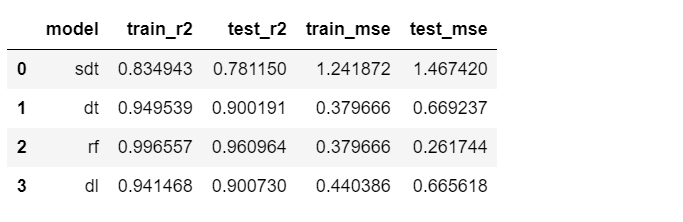 model train_r2 test_r2 train_mse test_mse
0 sdt 0.834943 0.781150 1.241872 1.467420
1 dt 0.949539 0.900191 0.379666 0.669237
2 rf 0.996557 0.960964 0.379666 0.261744
3 dl 0.941468 0.900730 0.440386 0.665618